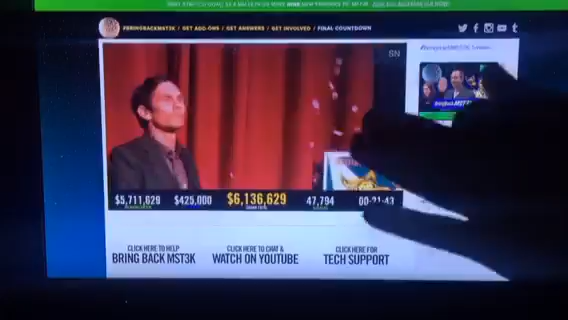 #BRINGBACKMST3K / GET ADD-ONS / GET ANSWERS / GET INVOLVED / FINAL COUNTDOWN
SN
$5,711,629 $425,000 $6,136,629 47,794 00:21:43
CLICK HERE TO HELP
BRING BACK MST3K
CLICK HERE TO CHAT &
WATCH ON YOUTUBE
CLICK HERE FOR
TECH SUPPORT